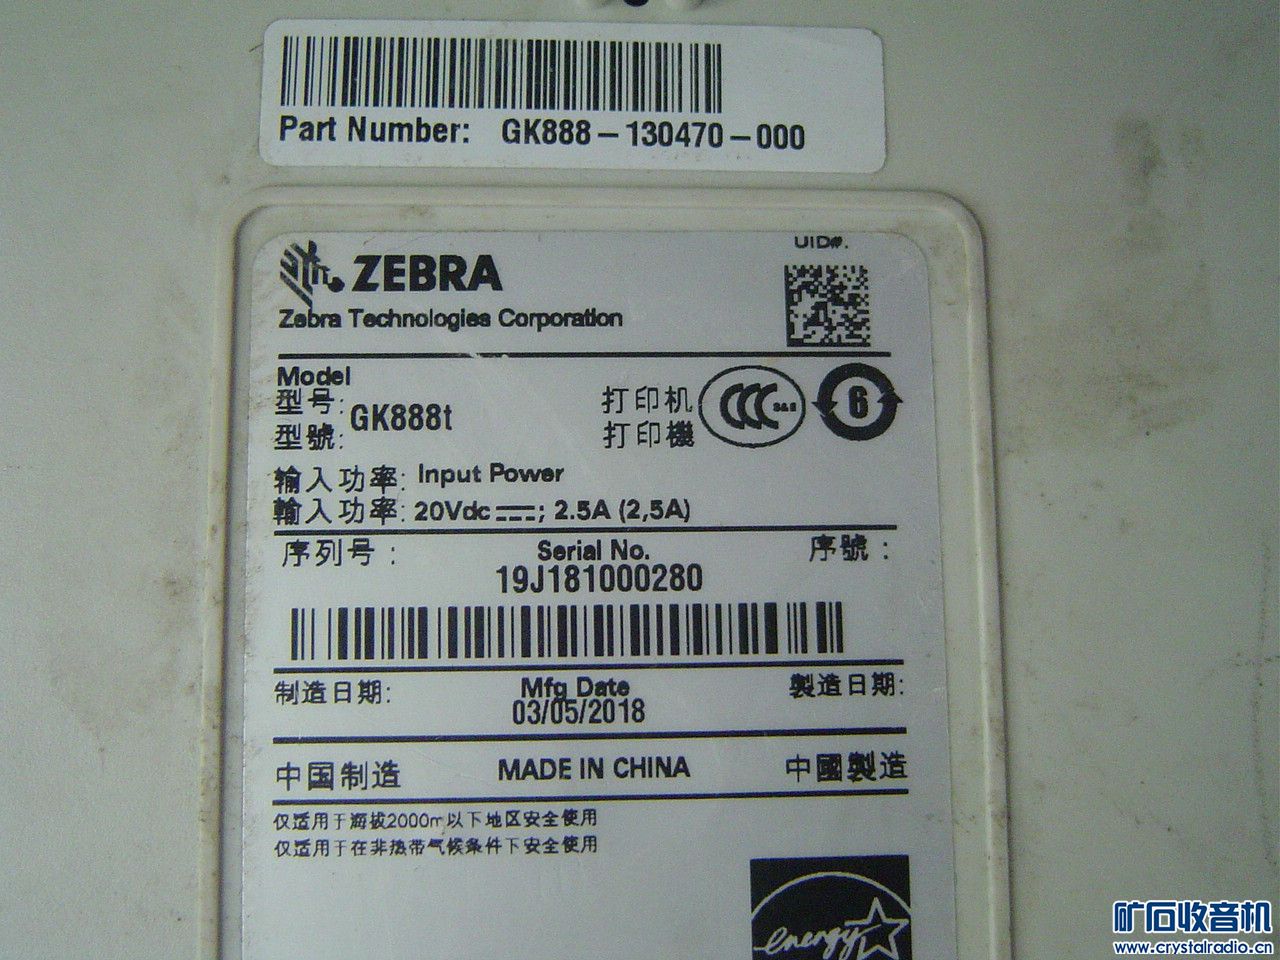 Part Number: GK888-130470-000
ZEBRA
UID#.
Zebra Technologies Corporation
Model
型号: GK888t 打印机 CCC S&E 6
型號: 打印機
输入功率: Input Power
輸入功率: 20Vdc ⎓; 2.5A (2,5A)
序列号: Serial No. 序號:
19J181000280
制造日期: Mfg Date 製造日期:
03/05/2018
中国制造 MADE IN CHINA 中國製造
仅适用于海拔2000m以下地区安全使用
仅适用于在非热带气候条件下安全使用
energy
矿石收音机
www.crystalradio.cn